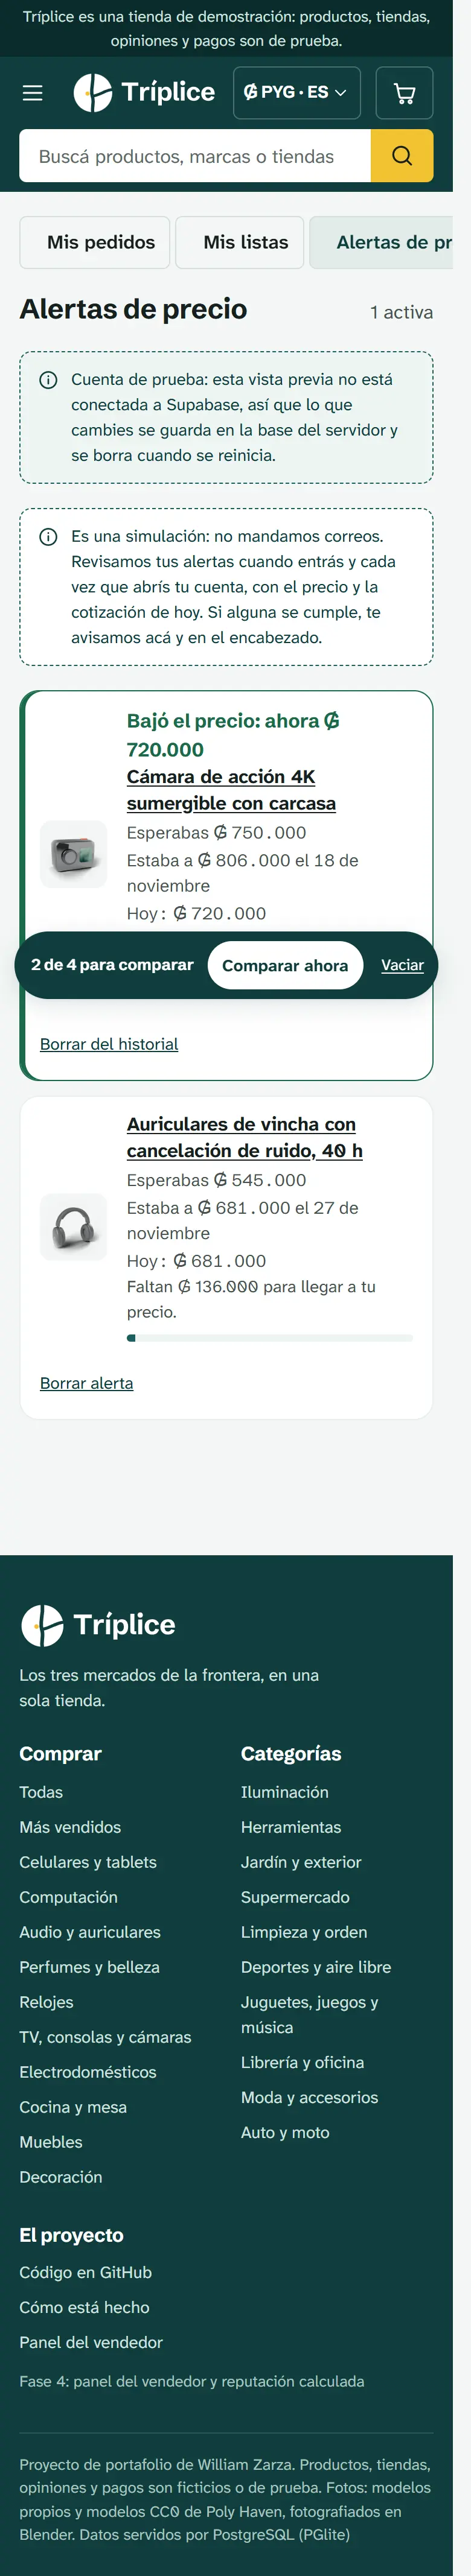 Tríplice es una tienda de demostración: productos, tiendas,
opiniones y pagos son de prueba.
Tríplice
₲ PYG · ES
Buscá productos, marcas o tiendas
Mis pedidos
Mis listas
Alertas de pr
Alertas de precio
1 activa
Cuenta de prueba: esta vista previa no está
conectada a Supabase, así que lo que
cambies se guarda en la base del servidor y
se borra cuando se reinicia.
Es una simulación: no mandamos correos.
Revisamos tus alertas cuando entrás y cada
vez que abrís tu cuenta, con el precio y la
cotización de hoy. Si alguna se cumple, te
avisamos acá y en el encabezado.
Bajó el precio: ahora ₲
720.000
Cámara de acción 4K
sumergible con carcasa
Esperabas ₲ 750.000
Estaba a ₲ 806.000 el 18 de
noviembre
Hoy: ₲ 720.000
2 de 4 para comparar
Comparar ahora
Vaciar
Borrar del historial
Auriculares de vincha con
cancelación de ruido, 40 h
Esperabas ₲ 545.000
Estaba a ₲ 681.000 el 27 de
noviembre
Hoy: ₲ 681.000
Faltan ₲ 136.000 para llegar a tu
precio.
Borrar alerta
Tríplice
Los tres mercados de la frontera, en una
sola tienda.
Comprar
Todas
Más vendidos
Celulares y tablets
Computación
Audio y auriculares
Perfumes y belleza
Relojes
TV, consolas y cámaras
Electrodomésticos
Cocina y mesa
Muebles
Decoración
Categorías
Iluminación
Herramientas
Jardín y exterior
Supermercado
Limpieza y orden
Deportes y aire libre
Juguetes, juegos y
música
Librería y oficina
Moda y accesorios
Auto y moto
El proyecto
Código en GitHub
Cómo está hecho
Panel del vendedor
Fase 4: panel del vendedor y reputación calculada
Proyecto de portafolio de William Zarza. Productos, tiendas,
opiniones y pagos son ficticios o de prueba. Fotos: modelos
propios y modelos CC0 de Poly Haven, fotografiados en
Blender. Datos servidos por PostgreSQL (PGlite)